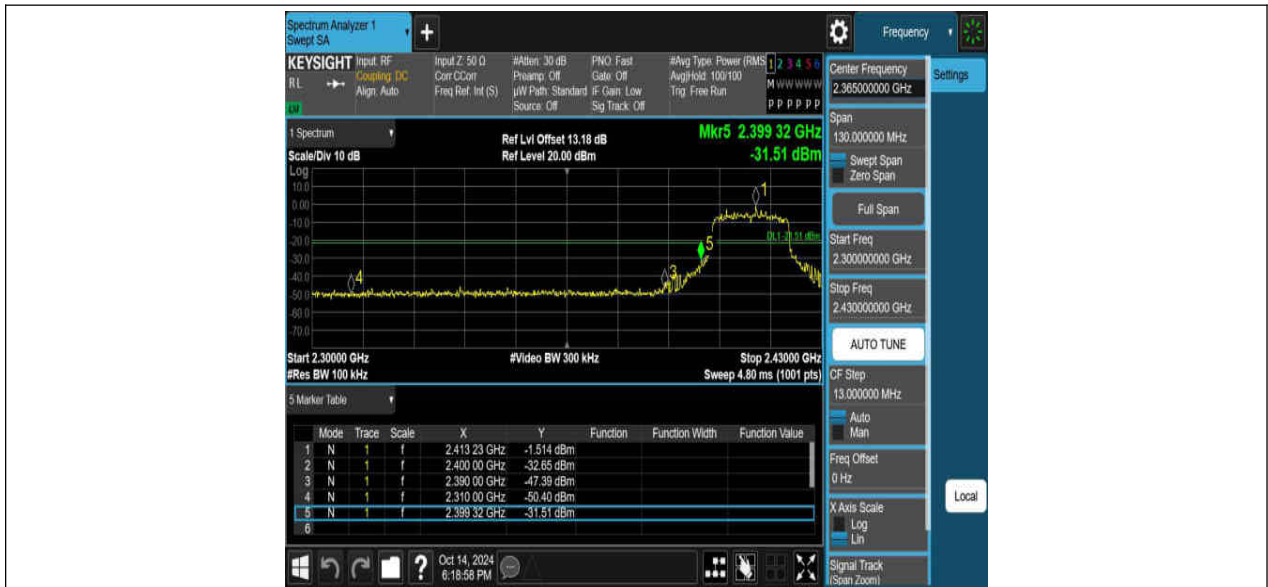 Spectrum Analyzer 1
Swept SA
+
Frequency
KEYSIGHT
RL
Input: RF
Coupling: DC
Align: Auto
Input Z: 50 Ω
Corr CCorr
Freq Ref: Int (S)
#Atten: 30 dB
Preamp: Off
µW Path: Standard
Source: Off
PNO: Fast
Gate: Off
IF Gain: Low
Sig Track: Off
#Avg Type: Power (RMS
Avg|Hold: 100/100
Trig: Free Run
1 2 3 4 5 6
M W W W W W
P P P P P P
Center Frequency
2.365000000 GHz
Settings
1 Spectrum
Scale/Div 10 dB
Ref Lvl Offset 13.18 dB
Ref Level 20.00 dBm
Mkr5 2.399 32 GHz
-31.51 dBm
Span
130.000000 MHz
Swept Span
Zero Span
Full Span
Log
10.0
0.00
-10.0
-20.0
-30.0
-40.0
-50.0
-60.0
-70.0
1
5
3
4
DL1 -21.51 dBm
Start Freq
2.300000000 GHz
Stop Freq
2.430000000 GHz
AUTO TUNE
Start 2.30000 GHz
#Video BW 300 kHz
Stop 2.43000 GHz
#Res BW 100 kHz
Sweep 4.80 ms (1001 pts)
CF Step
13.000000 MHz
Auto
Man
5 Marker Table
Mode Trace Scale X Y Function Function Width Function Value
1 N 1 f 2.413 23 GHz -1.514 dBm
2 N 1 f 2.400 00 GHz -32.65 dBm
3 N 1 f 2.390 00 GHz -47.39 dBm
4 N 1 f 2.310 00 GHz -50.40 dBm
5 N 1 f 2.399 32 GHz -31.51 dBm
6
Freq Offset
0 Hz
X Axis Scale
Log
Lin
Local
Signal Track
(Span Zoom)
?
Oct 14, 2024
6:18:58 PM